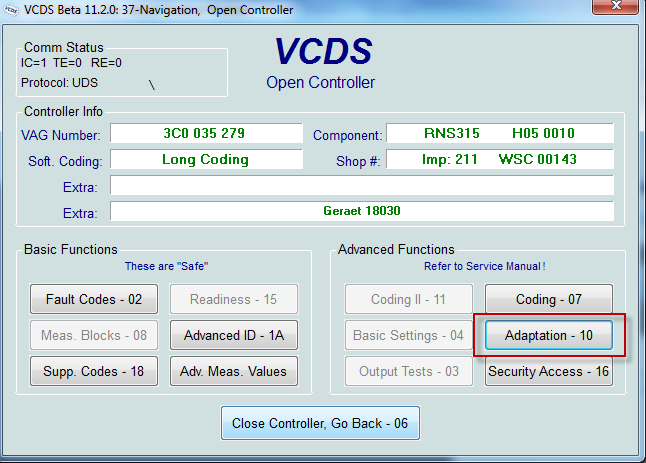 VCDS Beta 11.2.0: 37-Navigation, Open Controller
Comm Status
IC=1 TE=0 RE=0
Protocol: UDS \
VCDS
Open Controller
Controller Info
VAG Number: 3C0 035 279 Component: RNS315 H05 0010
Soft. Coding: Long Coding Shop #: Imp: 211 WSC 00143
Extra:
Extra: Geraet 18030
Basic Functions
These are "Safe"
Fault Codes - 02 Readiness - 15
Meas. Blocks - 08 Advanced ID - 1A
Supp. Codes - 18 Adv. Meas. Values
Advanced Functions
Refer to Service Manual!
Coding II - 11 Coding - 07
Basic Settings - 04 Adaptation - 10
Output Tests - 03 Security Access - 16
Close Controller, Go Back - 06